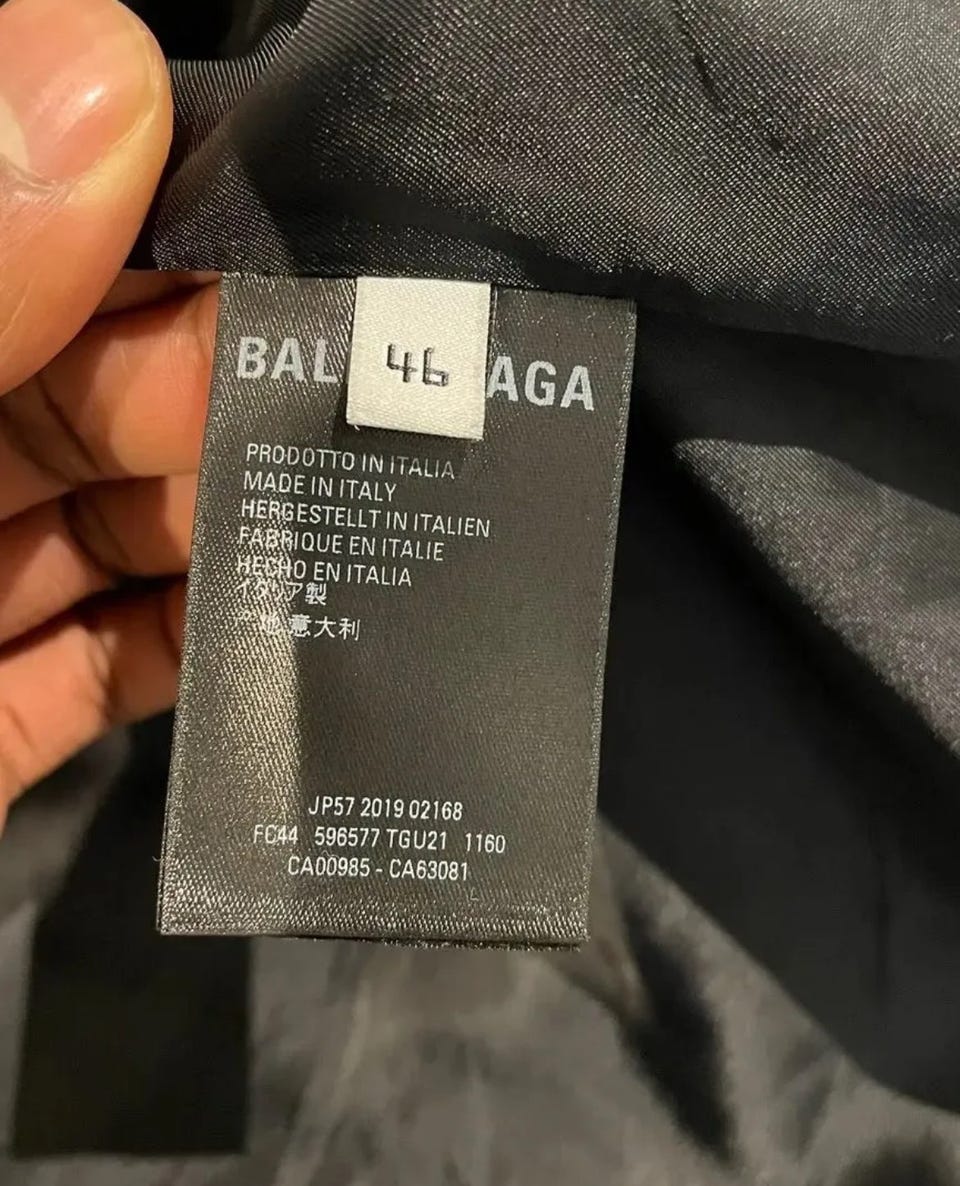 BAL 46 AGA
PRODOTTO IN ITALIA
MADE IN ITALY
HERGESTELLT IN ITALIEN
FABRIQUE EN ITALIE
HECHO EN ITALIA
イタリア製
产地意大利
JP57 2019 02168
FC44 596577 TGU21 1160
CA00985 - CA63081